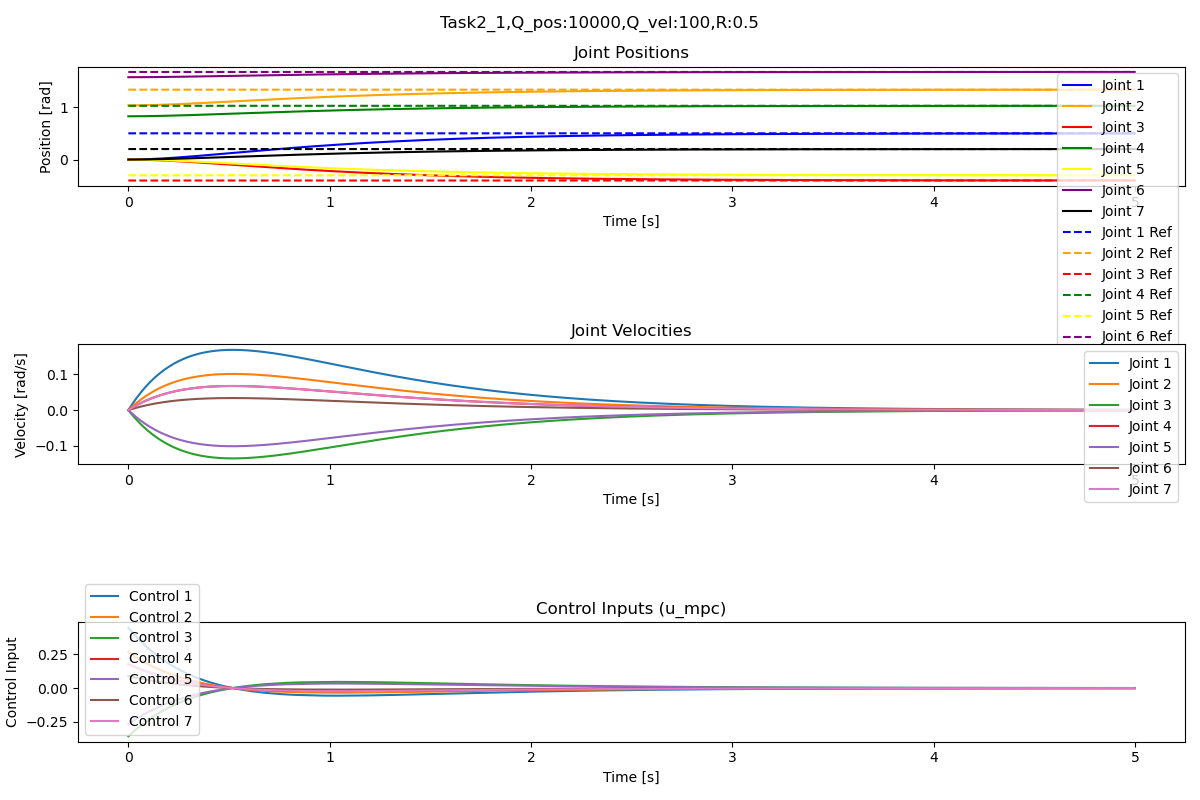 Task2_1,Q_pos:10000,Q_vel:100,R:0.5
Joint Positions
Position [rad]
1
0
0 1 2 3 4 5
Time [s]
Joint 1
Joint 2
Joint 3
Joint 4
Joint 5
Joint 6
Joint 7
Joint 1 Ref
Joint 2 Ref
Joint 3 Ref
Joint 4 Ref
Joint 5 Ref
Joint 6 Ref
Joint Velocities
Velocity [rad/s]
0.1
0.0
−0.1
0 1 2 3 4 5
Time [s]
Joint 1
Joint 2
Joint 3
Joint 4
Joint 5
Joint 6
Joint 7
Control Inputs (u_mpc)
Control Input
0.25
0.00
−0.25
0 1 2 3 4 5
Time [s]
Control 1
Control 2
Control 3
Control 4
Control 5
Control 6
Control 7